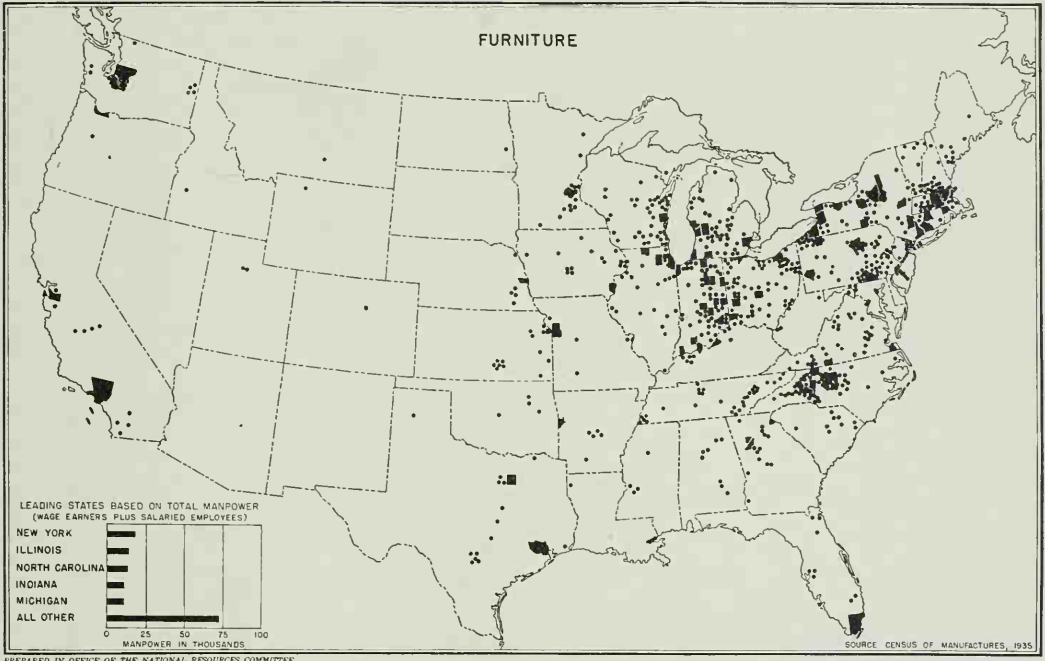 FURNITURE
LEADING STATES BASED ON TOTAL MANPOWER
(WAGE EARNERS PLUS SALARIED EMPLOYEES)
NEW YORK
ILLINOIS
NORTH CAROLINA
INDIANA
MICHIGAN
ALL OTHER
0 25 50 75 100
MANPOWER IN THOUSANDS
SOURCE CENSUS OF MANUFACTURES, 1935
PREPARED IN OFFICE OF THE NATIONAL RESOURCES COMMITTEE